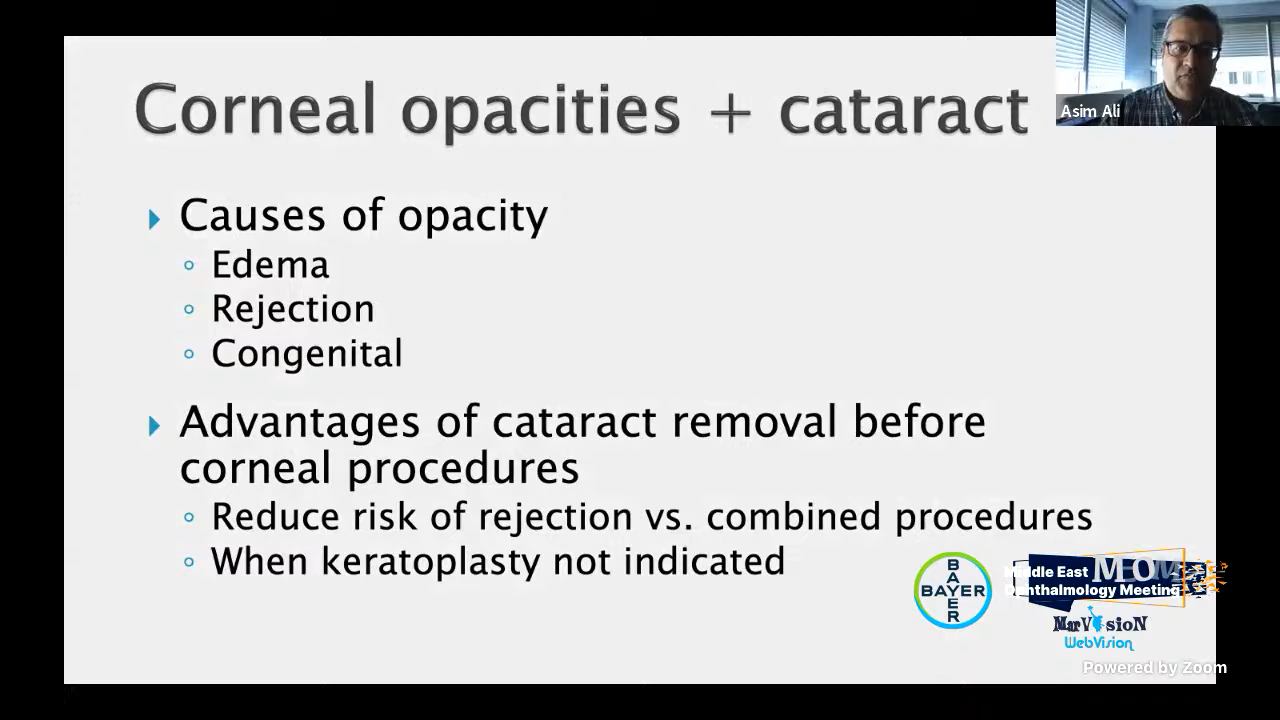 Corneal opacities + cataract
Asim Ali
Causes of opacity
Edema
Rejection
Congenital
Advantages of cataract removal before
corneal procedures
Reduce risk of rejection vs. combined procedures
When keratoplasty not indicated
BAYER
BAYER
Middle East
Ophthalmology Meeting
MarVision
WebVision
Powered by Zoom